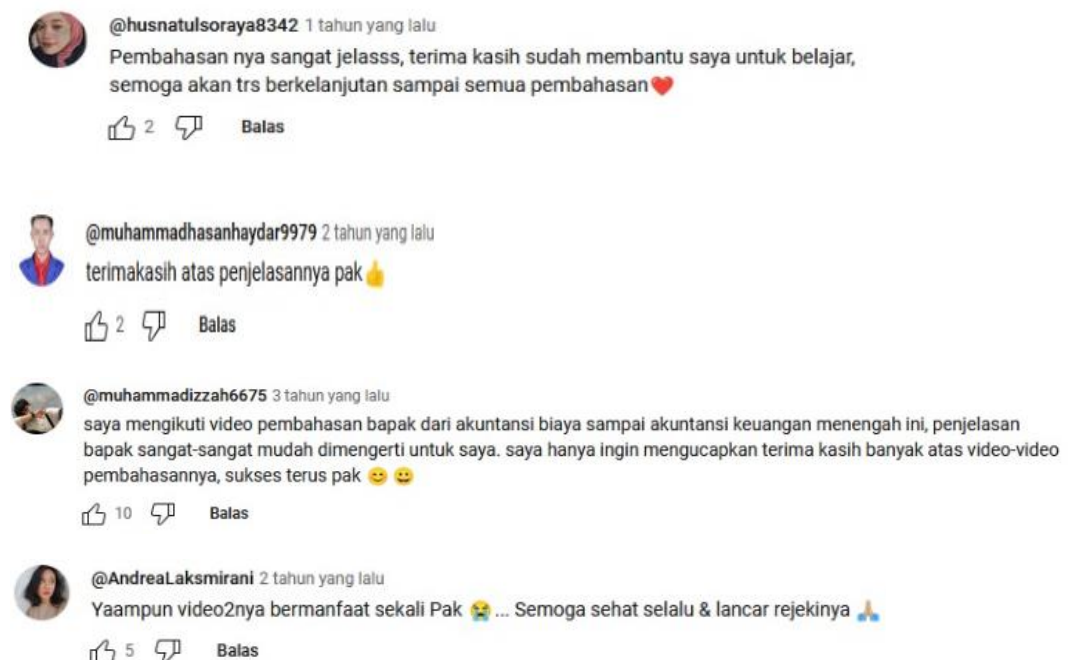 @husnatulsoraya8342 1 tahun yang lalu
Pembahasan nya sangat jelasss, terima kasih sudah membantu saya untuk belajar,
semoga akan trs berkelanjutan sampai semua pembahasan❤️
2 Balas
@muhammadhasanhaydar9979 2 tahun yang lalu
terimakasih atas penjelasannya pak👍
2 Balas
@muhammadizzah6675 3 tahun yang lalu
saya mengikuti video pembahasan bapak dari akuntansi biaya sampai akuntansi keuangan menengah ini, penjelasan
bapak sangat-sangat mudah dimengerti untuk saya. saya hanya ingin mengucapkan terima kasih banyak atas video-video
pembahasannya, sukses terus pak 😊 😀
10 Balas
@AndreaLaksmirani 2 tahun yang lalu
Yaampun video2nya bermanfaat sekali Pak 😭... Semoga sehat selalu & lancar rejekinya 🙏🏼
5 Balas